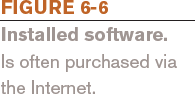 FIGURE 6-6
Installed software.
Is often purchased via
the Internet.